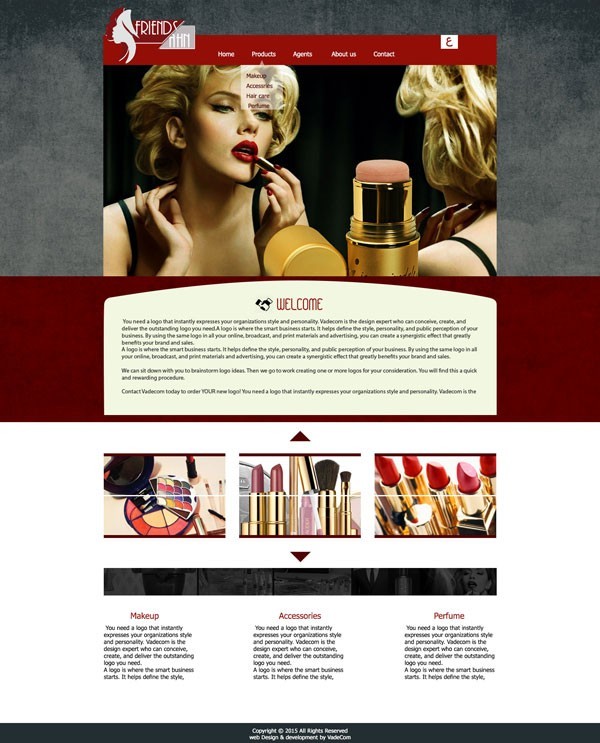 FRIENDS
AHN
ع
Home Products Agents About us Contact
Makeup
Accessries
Hair care
Perfume
WELCOME
You need a logo that instantly expresses your organizations style and personality. Vadecom is the design expert who can conceive, create, and
deliver the outstanding logo you need.A logo is where the smart business starts. It helps define the style, personality, and public perception of your
business. By using the same logo in all your online, broadcast, and print materials and advertising, you can create a synergistic effect that greatly
benefits your brand and sales.
A logo is where the smart business starts. It helps define the style, personality, and public perception of your business. By using the same logo in all
your online, broadcast, and print materials and advertising, you can create a synergistic effect that greatly benefits your brand and sales.
We can sit down with you to brainstorm logo ideas. Then we go to work creating one or more logos for your consideration. You will find this a quick
and rewarding procedure.
Contact Vadecom today to order YOUR new logo! You need a logo that instantly expresses your organizations style and personality. Vadecom is the
Makeup
You need a logo that instantly
expresses your organizations style
and personality. Vadecom is the
design expert who can conceive,
create, and deliver the outstanding
logo you need.
A logo is where the smart business
starts. It helps define the style,
Accessories
You need a logo that instantly
expresses your organizations style
and personality. Vadecom is the
design expert who can conceive,
create, and deliver the outstanding
logo you need.
A logo is where the smart business
starts. It helps define the style,
Perfume
You need a logo that instantly
expresses your organizations style
and personality. Vadecom is the
design expert who can conceive,
create, and deliver the outstanding
logo you need.
A logo is where the smart business
starts. It helps define the style,
Copyright © 2015 All Rights Reserved
web Design & development by VadeCom